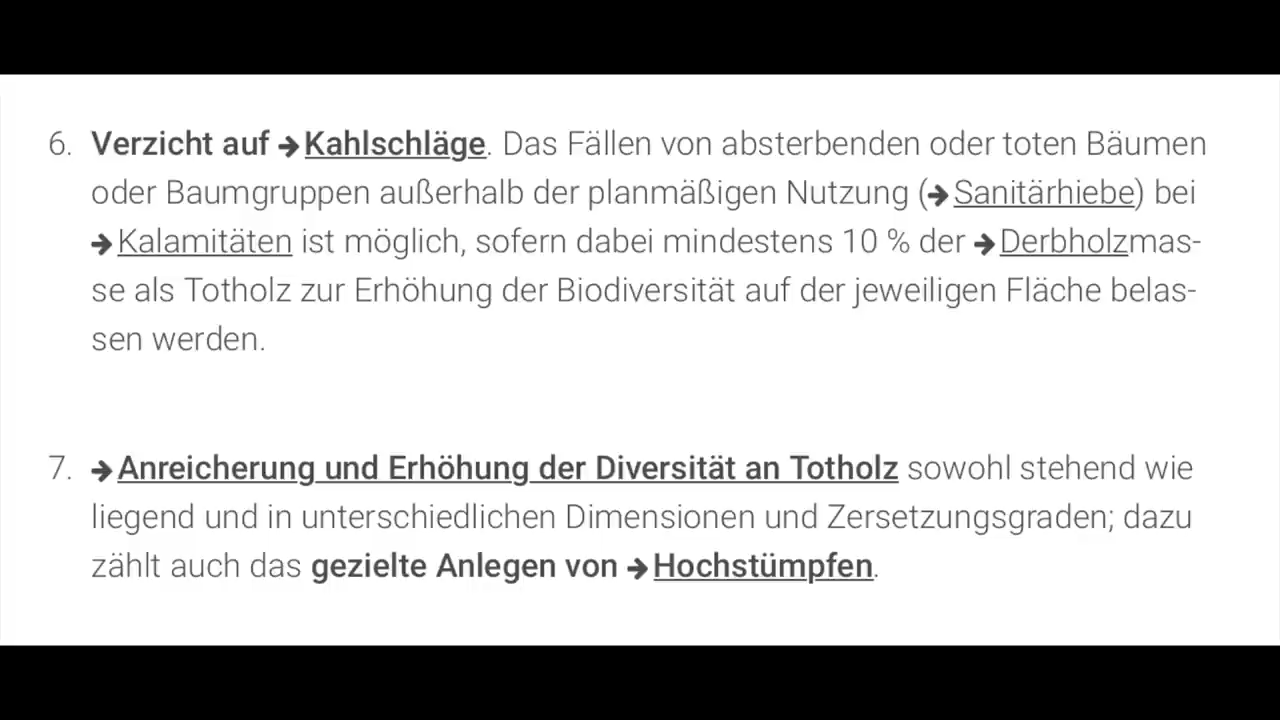 6. Verzicht auf →Kahlschläge. Das Fällen von absterbenden oder toten Bäumen
oder Baumgruppen außerhalb der planmäßigen Nutzung (→Sanitärhiebe) bei
→Kalamitäten ist möglich, sofern dabei mindestens 10 % der →Derbholzmas-
se als Totholz zur Erhöhung der Biodiversität auf der jeweiligen Fläche belas-
sen werden.
7. →Anreicherung und Erhöhung der Diversität an Totholz sowohl stehend wie
liegend und in unterschiedlichen Dimensionen und Zersetzungsgraden; dazu
zählt auch das gezielte Anlegen von →Hochstümpfen.